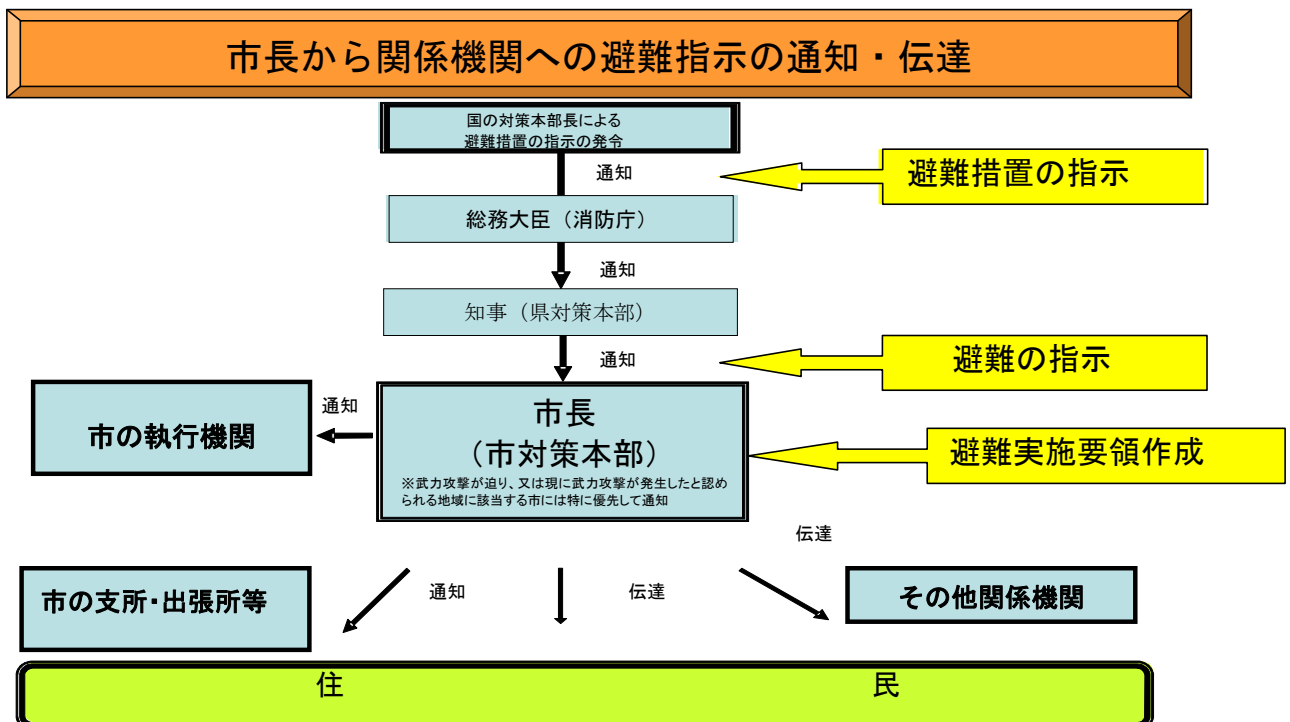 市長から関係機関への避難指示の通知・伝達
国の対策本部長による
避難措置の指示の発令
通知
避難措置の指示
総務大臣（消防庁）
通知
知事（県対策本部）
通知
避難の指示
市の執行機関
通知
市長
（市対策本部）
※武力攻撃が迫り、又は現に武力攻撃が発生したと認め
られる地域に該当する市には特に優先して通知
避難実施要領作成
伝達
市の支所・出張所等
通知
伝達
その他関係機関
住 民